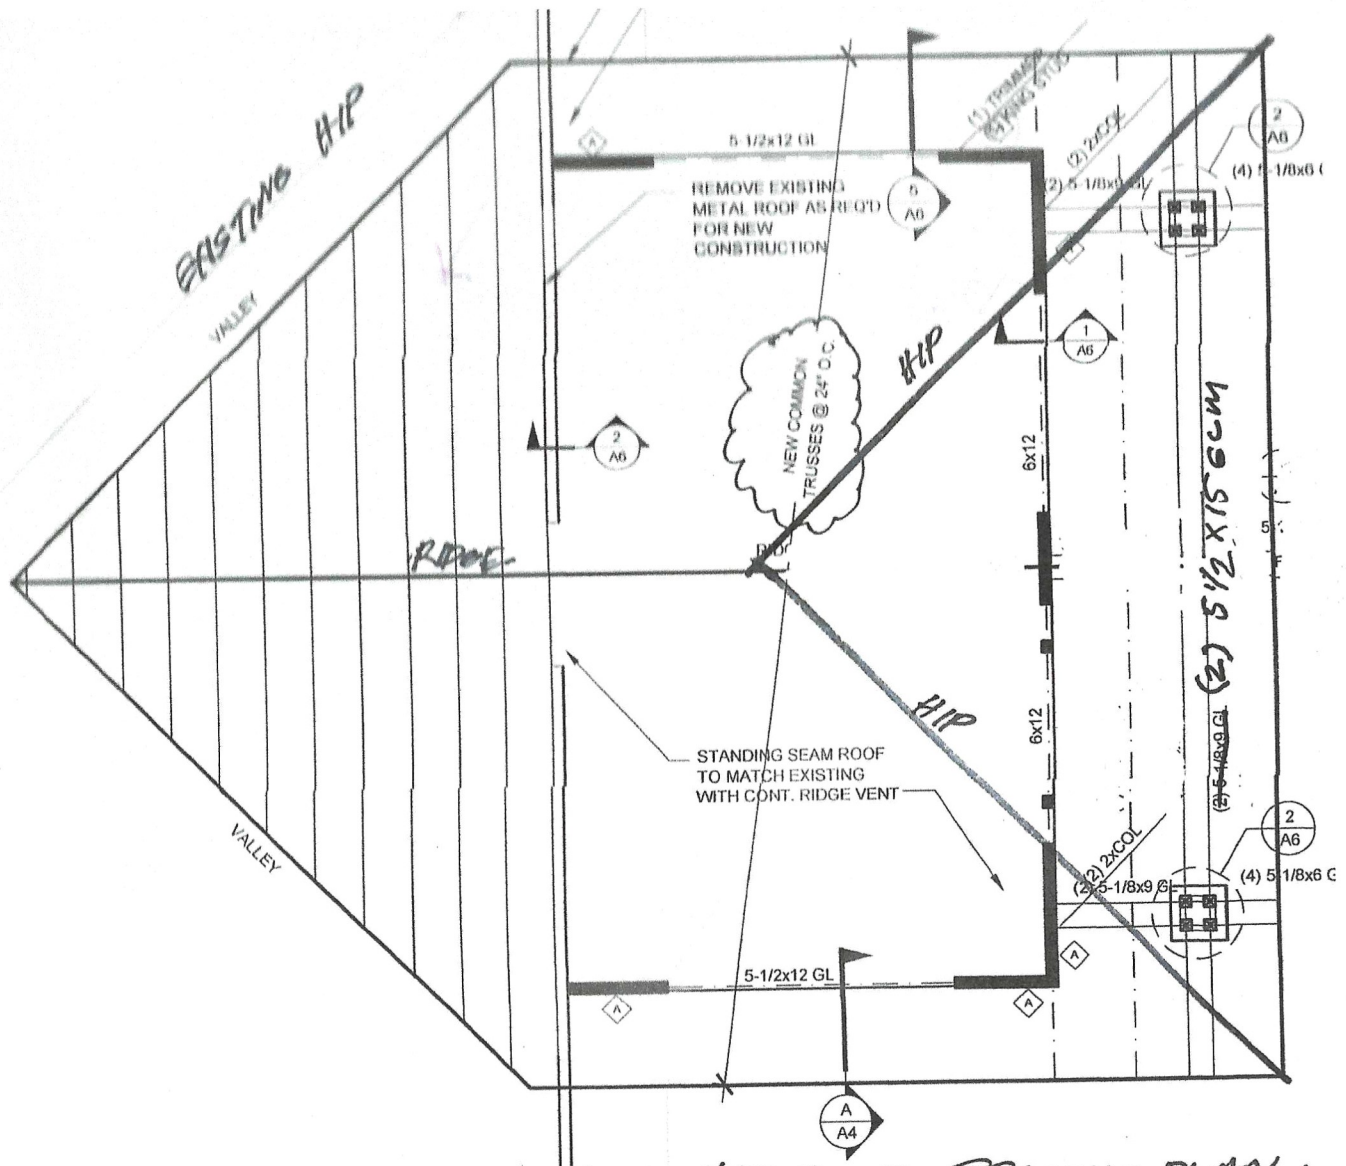 EXISTING HIP
VALLEY
A
5-1/2x12 GL
REMOVE EXISTING
METAL ROOF AS REQ'D
FOR NEW
CONSTRUCTION
5
A6
(1) TRIMMER
KING STUD
(2) 2xCOL
(2) 5-1/8x9 GL
2
A6
(4) 5-1/8x6
1
A6
HIP
NEW COMMON
TRUSSES @ 24" O.C.
2
A6
6x12
RIDGE
(2) 5 1/2 X 15 GLM
(2) 5-1/8x9 GL
HIP
6x12
STANDING SEAM ROOF
TO MATCH EXISTING
WITH CONT. RIDGE VENT
VALLEY
2
A6
(2) 2xCOL
(2) 5-1/8x9 GL
(4) 5-1/8x6 G
A
5-1/2x12 GL
A
A
A
A4